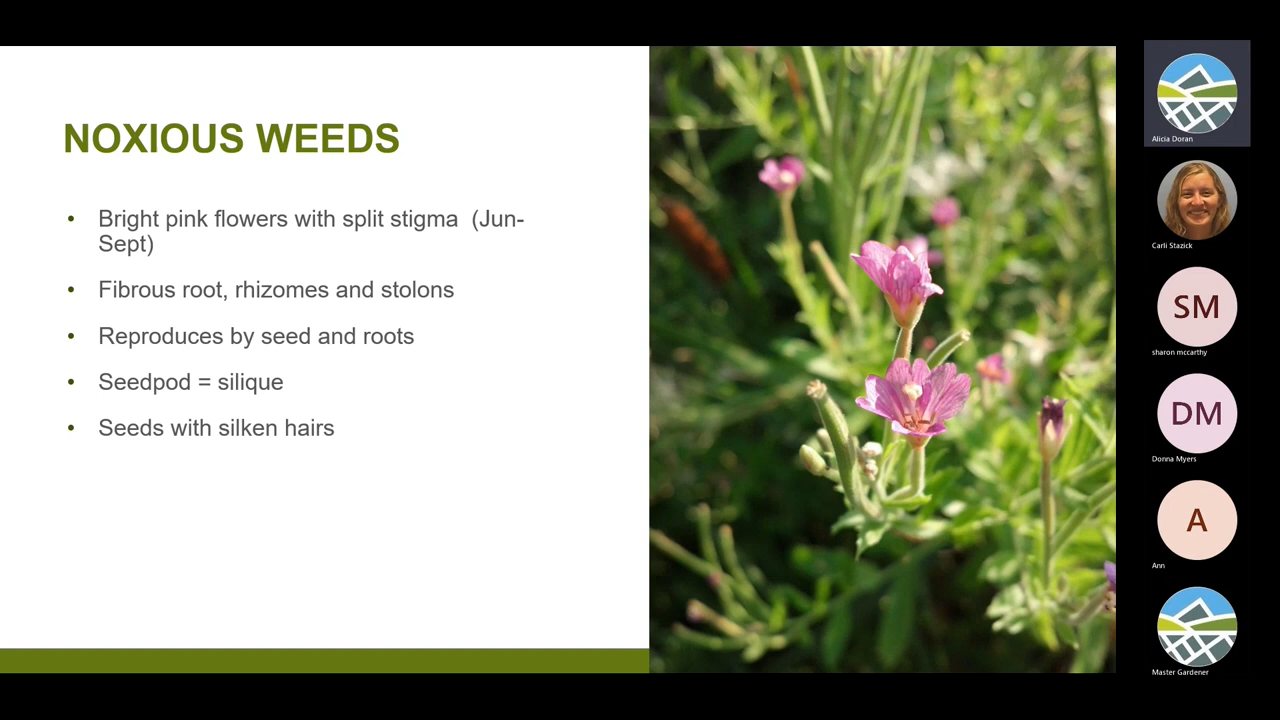 NOXIOUS WEEDS
• Bright pink flowers with split stigma (Jun-
Sept)
• Fibrous root, rhizomes and stolons
• Reproduces by seed and roots
• Seedpod = silique
• Seeds with silken hairs
Alicia Doran
Carli Stazick
SM
sharon mccarthy
DM
Donna Myers
A
Ann
Master Gardener